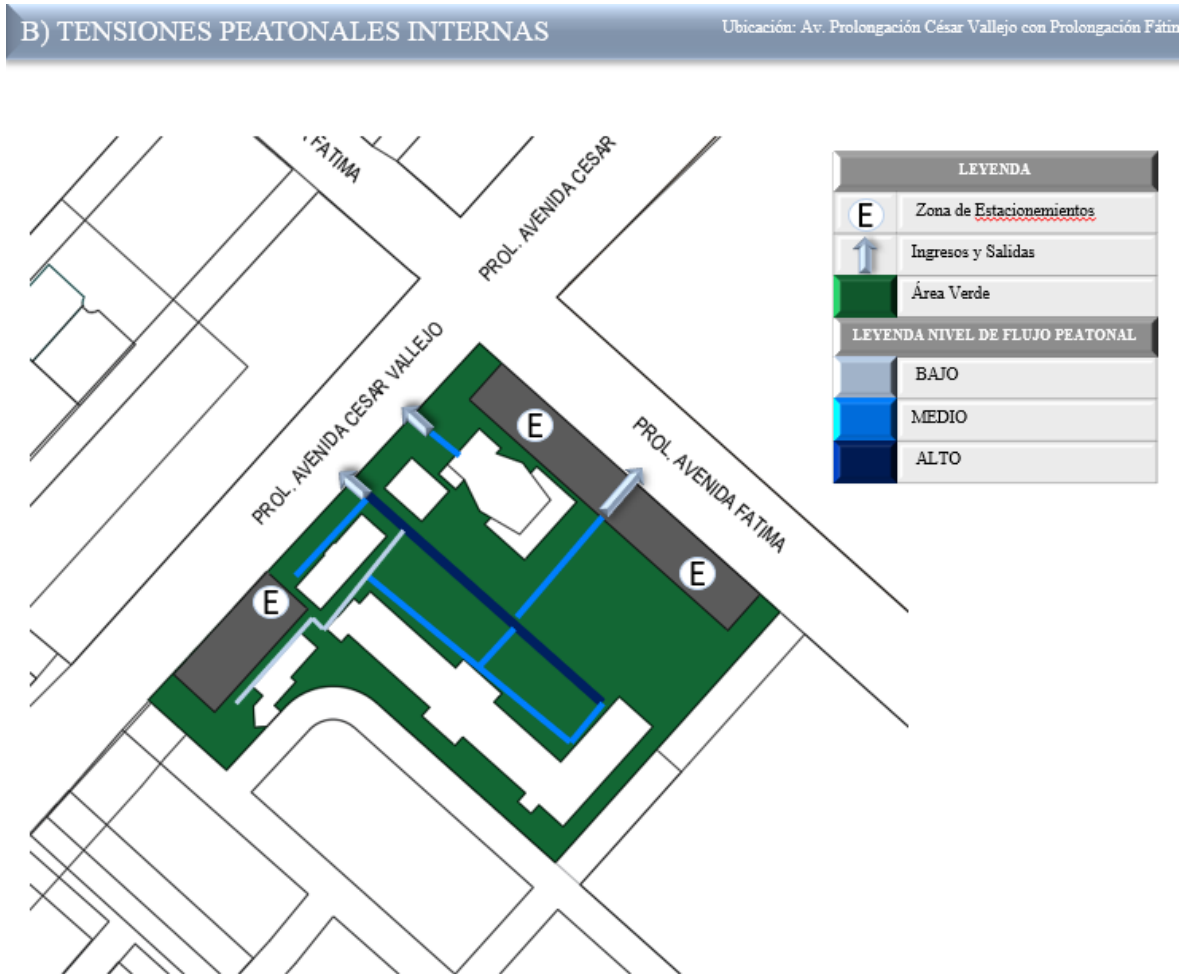 B) TENSIONES PEATONALES INTERNAS
Ubicación: Av. Prolongación César Vallejo con Prolongación Fátim
FATIMA
PROL. AVENIDA CESAR
PROL. AVENIDA CESAR VALLEJO
PROL. AVENIDA FATIMA
E
E
E
LEYENDA
E Zona de Estacionemientos
Ingresos y Salidas
Área Verde
LEYENDA NIVEL DE FLUJO PEATONAL
BAJO
MEDIO
ALTO